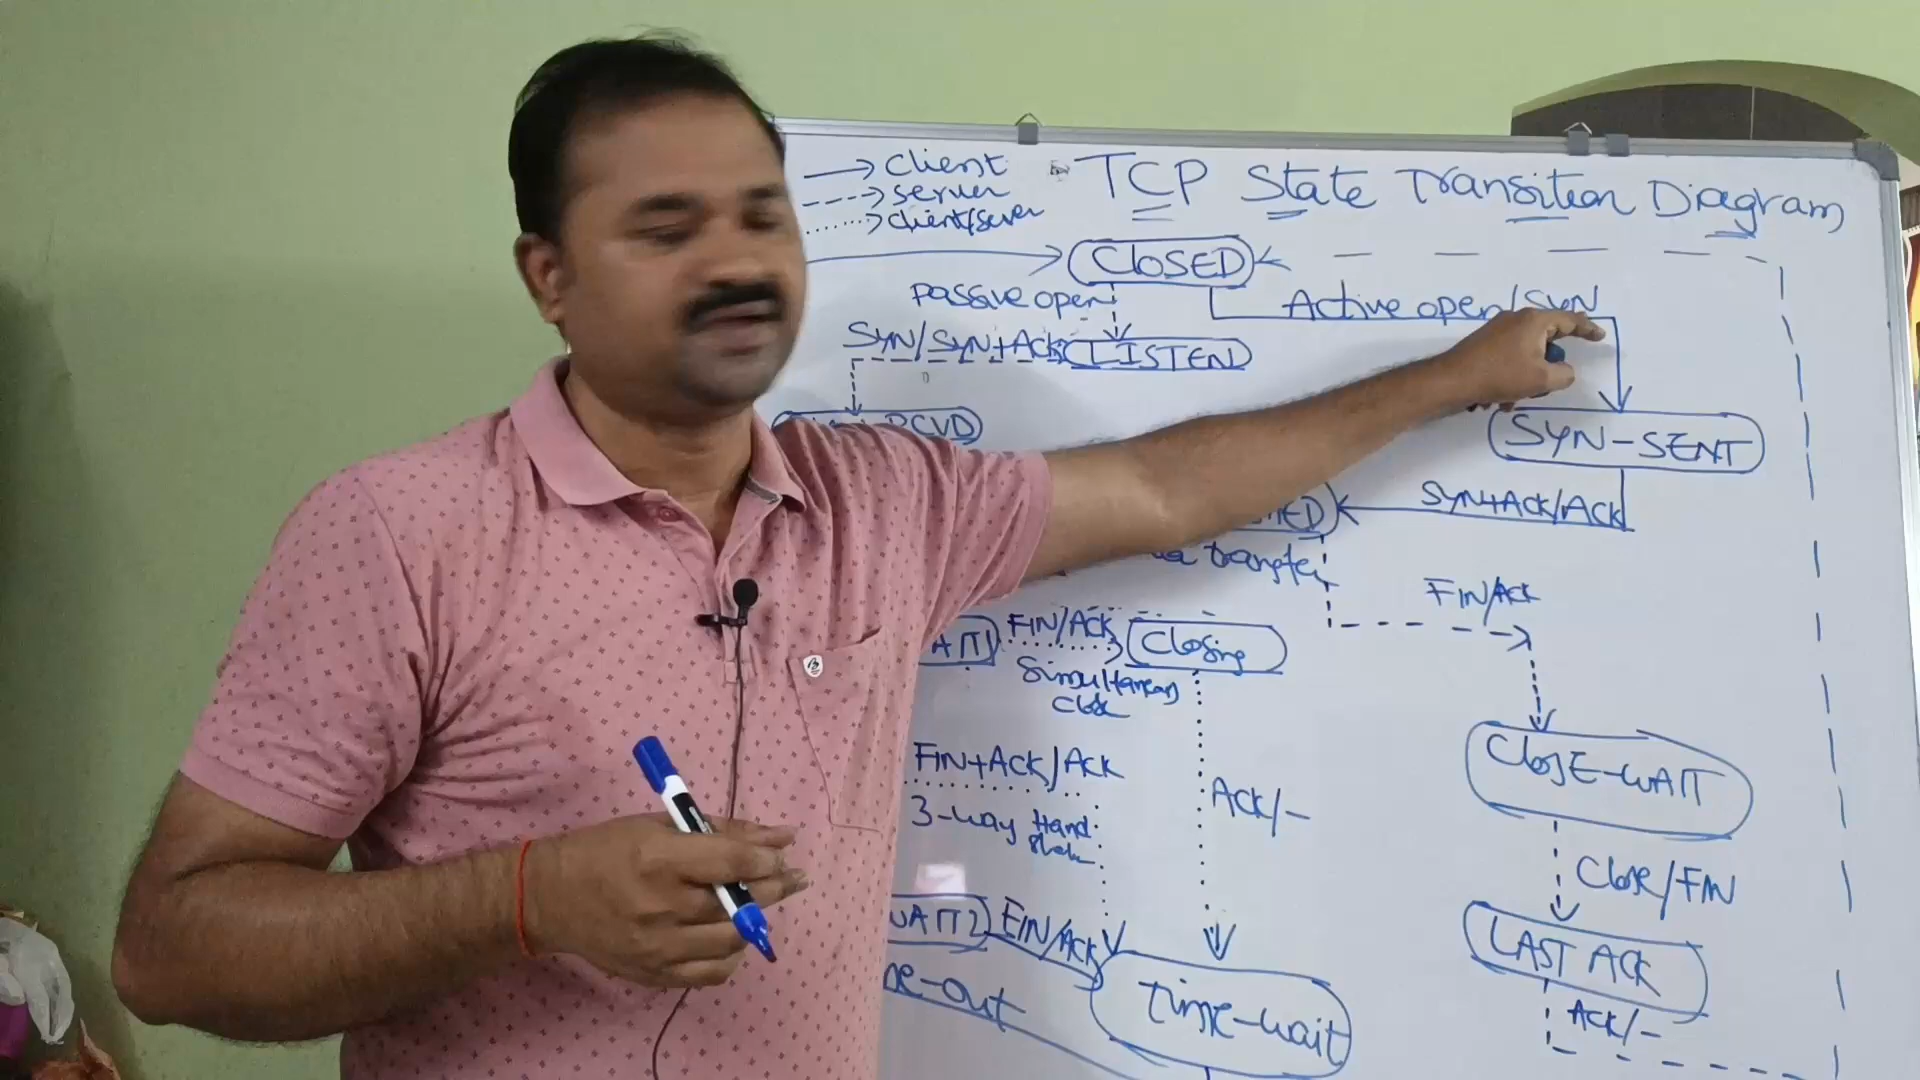 Client
TCP State Transition Diagram
server
client/sever
CLOSED
passive open
Active open/SYN
SYN/SYN+Ack
LISTEN
RCVD
SYN-SENT
SYN+Ack/Ack
transfer
FIN/Ack
FIN/ACK
Closing
Simultaneous
Close
ClosE-WAIT
FIN+Ack/Ack
ACK/-
3-way Hand
Shake
Close/FIN
WAIT2
FIN/ACK
LAST ACK
-out
Time-wait
Ack/-